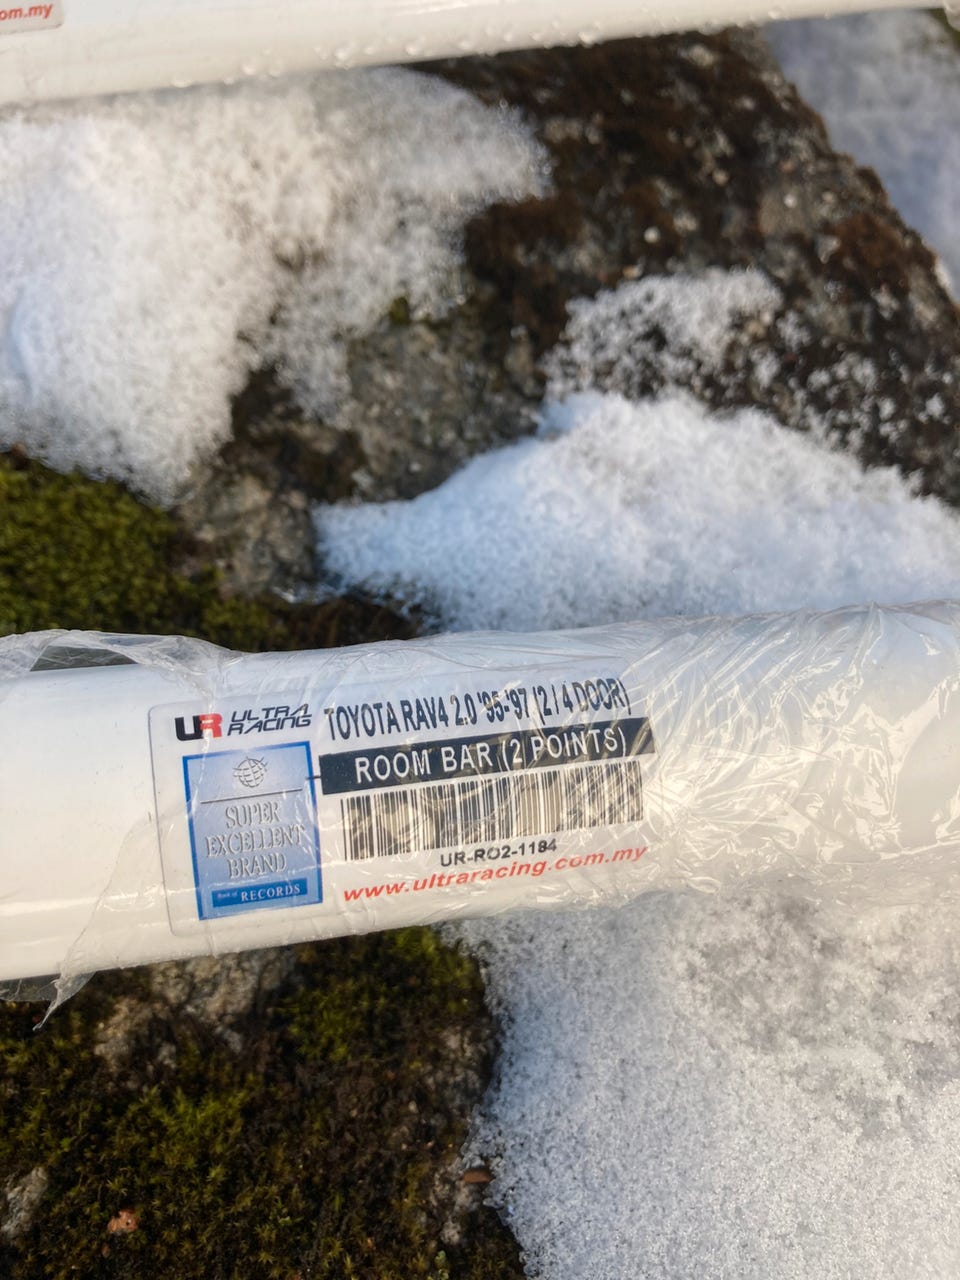 om.my
UR ULTRA RACING
TOYOTA RAV4 2.0 '95-'97 (2 / 4 DOOR)
ROOM BAR (2 POINTS)
SUPER
EXCELLENT
BRAND
RECORDS
UR-RO2-1184
www.ultraracing.com.my